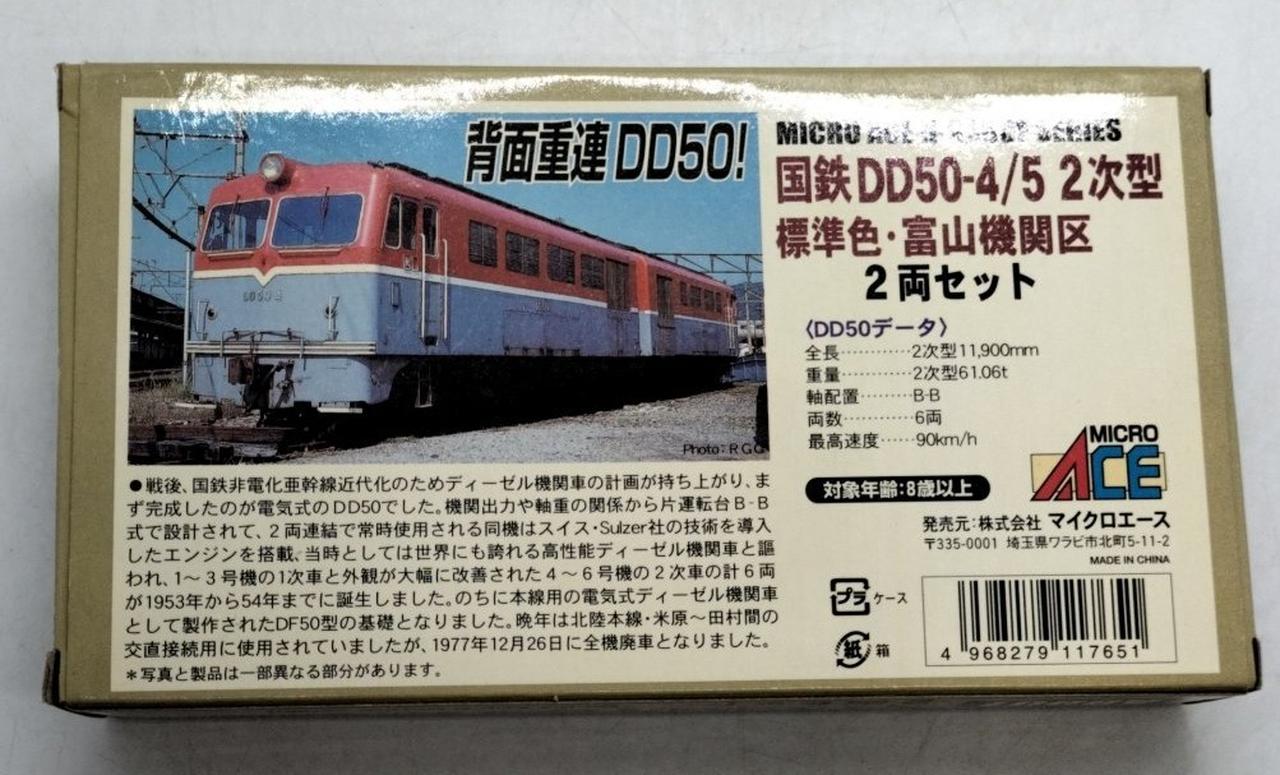 背面重連DD50!
DD50 5
Photo:RGG
MICRO ACE SERIES
国鉄DD50-4/5 2次型
標準色・富山機関区
2両セット
〈DD50データ〉
全長…………2次型11,900mm
重量…………2次型61.06t
軸配置………B-B
両数…………6両
最高速度……90km/h
対象年齢:8歳以上
MICRO
ACE
発売元:株式会社 マイクロエース
〒335-0001 埼玉県ワラビ市北町5-11-2
MADE IN CHINA
●戦後、国鉄非電化亜幹線近代化のためディーゼル機関車の計画が持ち上がり、ま
ず完成したのが電気式のDD50でした。機関出力や軸重の関係から片運転台B-B
式で設計されて、2両連結で常時使用される同機はスイス・Sulzer社の技術を導入
したエンジンを搭載、当時としては世界にも誇れる高性能ディーゼル機関車と謳
われ、1〜3号機の1次車と外観が大幅に改善された4〜6号機の2次車の計6両
が1953年から54年までに誕生しました。のちに本線用の電気式ディーゼル機関車
として製作されたDF50型の基礎となりました。晩年は北陸本線・米原〜田村間の
交直接続用に使用されていましたが、1977年12月26日に全機廃車となりました。
*写真と製品は一部異なる部分があります。
プラ ケース
紙 箱
4 968279 117651